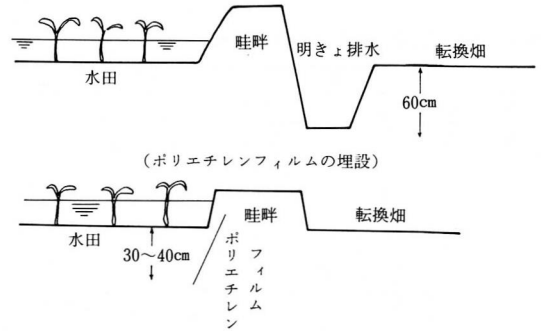 畦畔
明きょ排水
転換畑
水田
60cm
(ポリエチレンフィルムの埋設)
畦畔
転換畑
水田
30〜40cm
ポリエチレン
フィルム